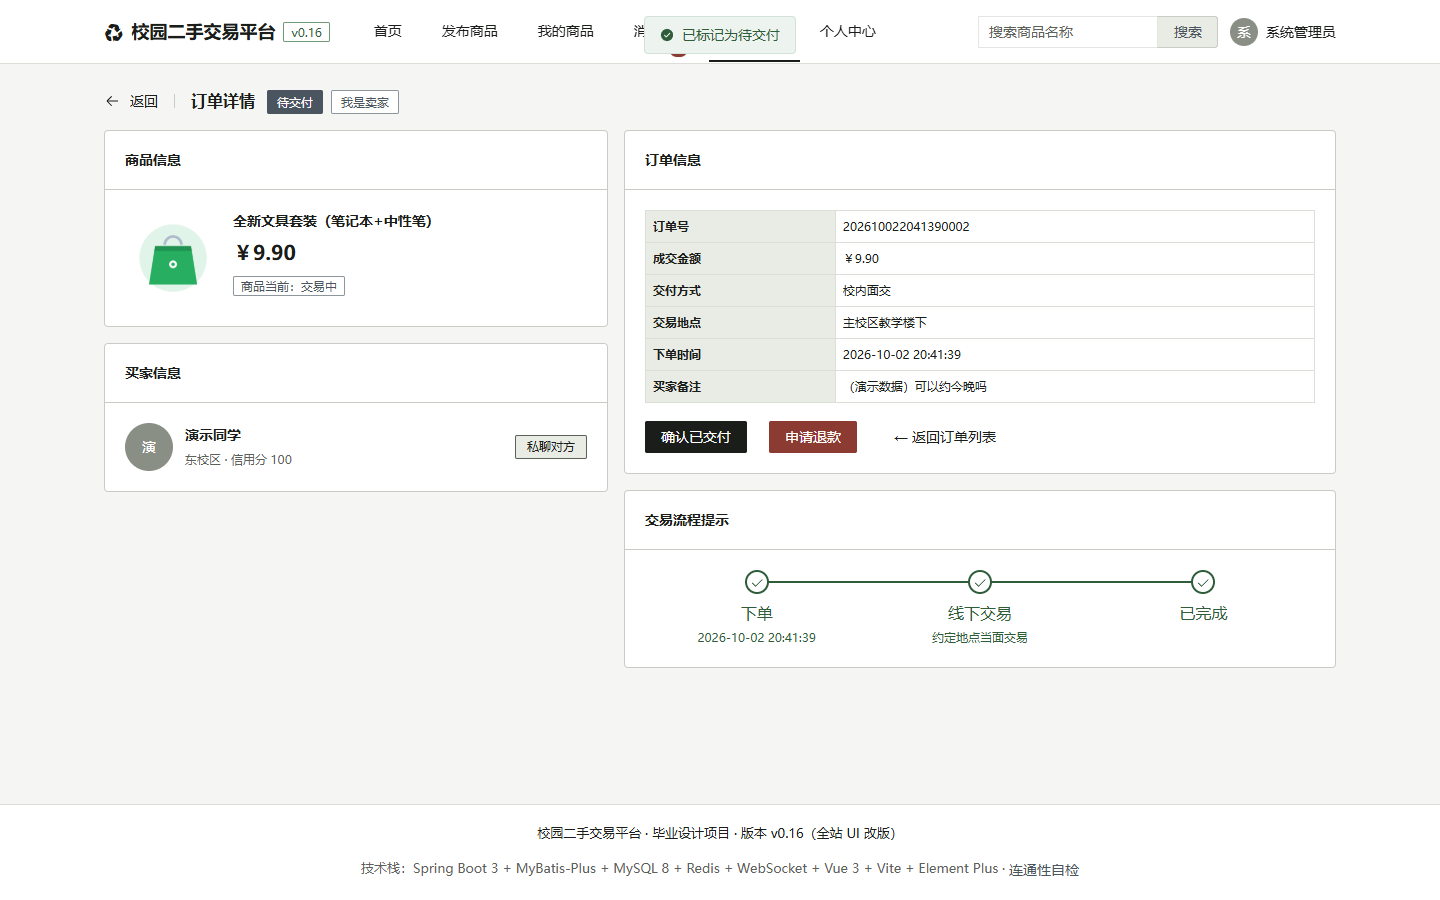 校园二手交易平台 v0.16 首页 发布商品 我的商品 消 已标记为待交付 个人中心 搜索商品名称 搜索 系 系统管理员
返回 订单详情 待交付 我是卖家
商品信息
全新文具套装（笔记本+中性笔）
￥9.90
商品当前：交易中
买家信息
演
演示同学
东校区 · 信用分 100
私聊对方
订单信息
订单号 202610022041390002
成交金额 ￥9.90
交付方式 校内面交
交易地点 主校区教学楼下
下单时间 2026-10-02 20:41:39
买家备注 （演示数据）可以约今晚吗
确认已交付 申请退款 ← 返回订单列表
交易流程提示
下单 线下交易 已完成
2026-10-02 20:41:39 约定地点当面交易
校园二手交易平台 · 毕业设计项目 · 版本 v0.16（全站 UI 改版）
技术栈：Spring Boot 3 + MyBatis-Plus + MySQL 8 + Redis + WebSocket + Vue 3 + Vite + Element Plus · 连通性自检